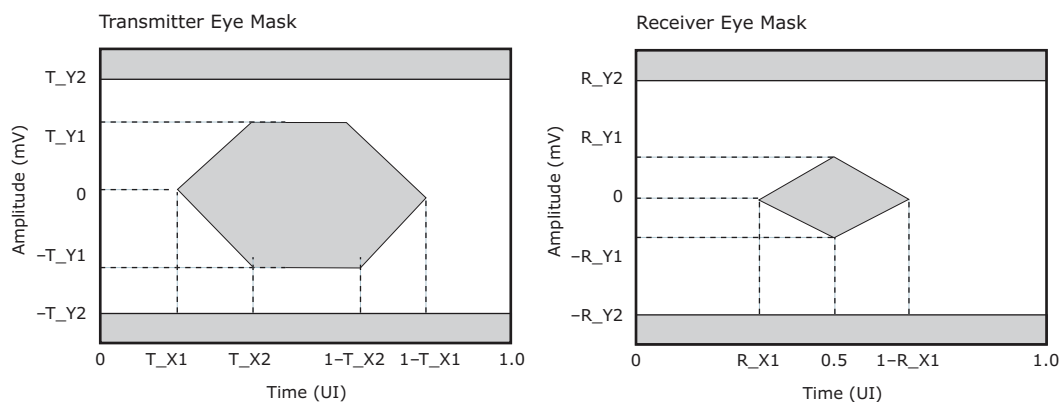 Transmitter Eye Mask
T_Y2
T_Y1
0
–T_Y1
–T_Y2
Amplitude (mV)
0
T_X1
T_X2
1–T_X2
1–T_X1
1.0
Time (UI)
Receiver Eye Mask
R_Y2
R_Y1
0
–R_Y1
–R_Y2
Amplitude (mV)
0
R_X1
0.5
1–R_X1
1.0
Time (UI)